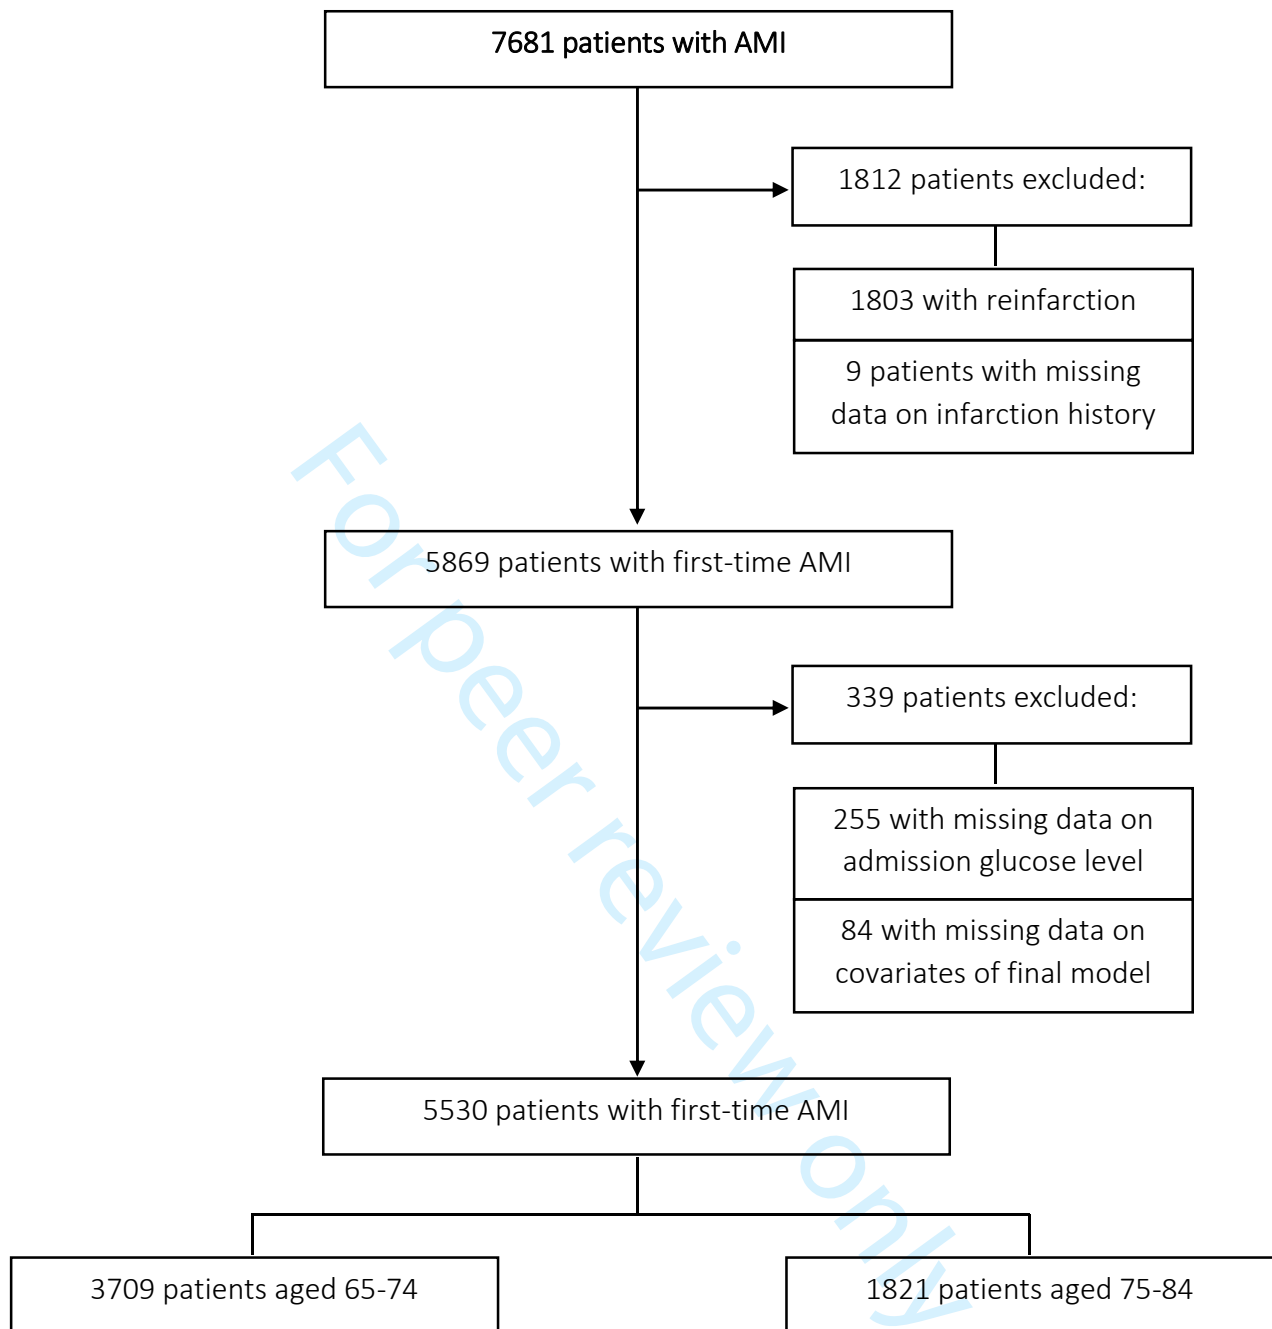 7681 patients with AMI
1812 patients excluded:
1803 with reinfarction
9 patients with missing
data on infarction history
5869 patients with first-time AMI
339 patients excluded:
255 with missing data on
admission glucose level
84 with missing data on
covariates of final model
5530 patients with first-time AMI
3709 patients aged 65-74
1821 patients aged 75-84
For peer review only